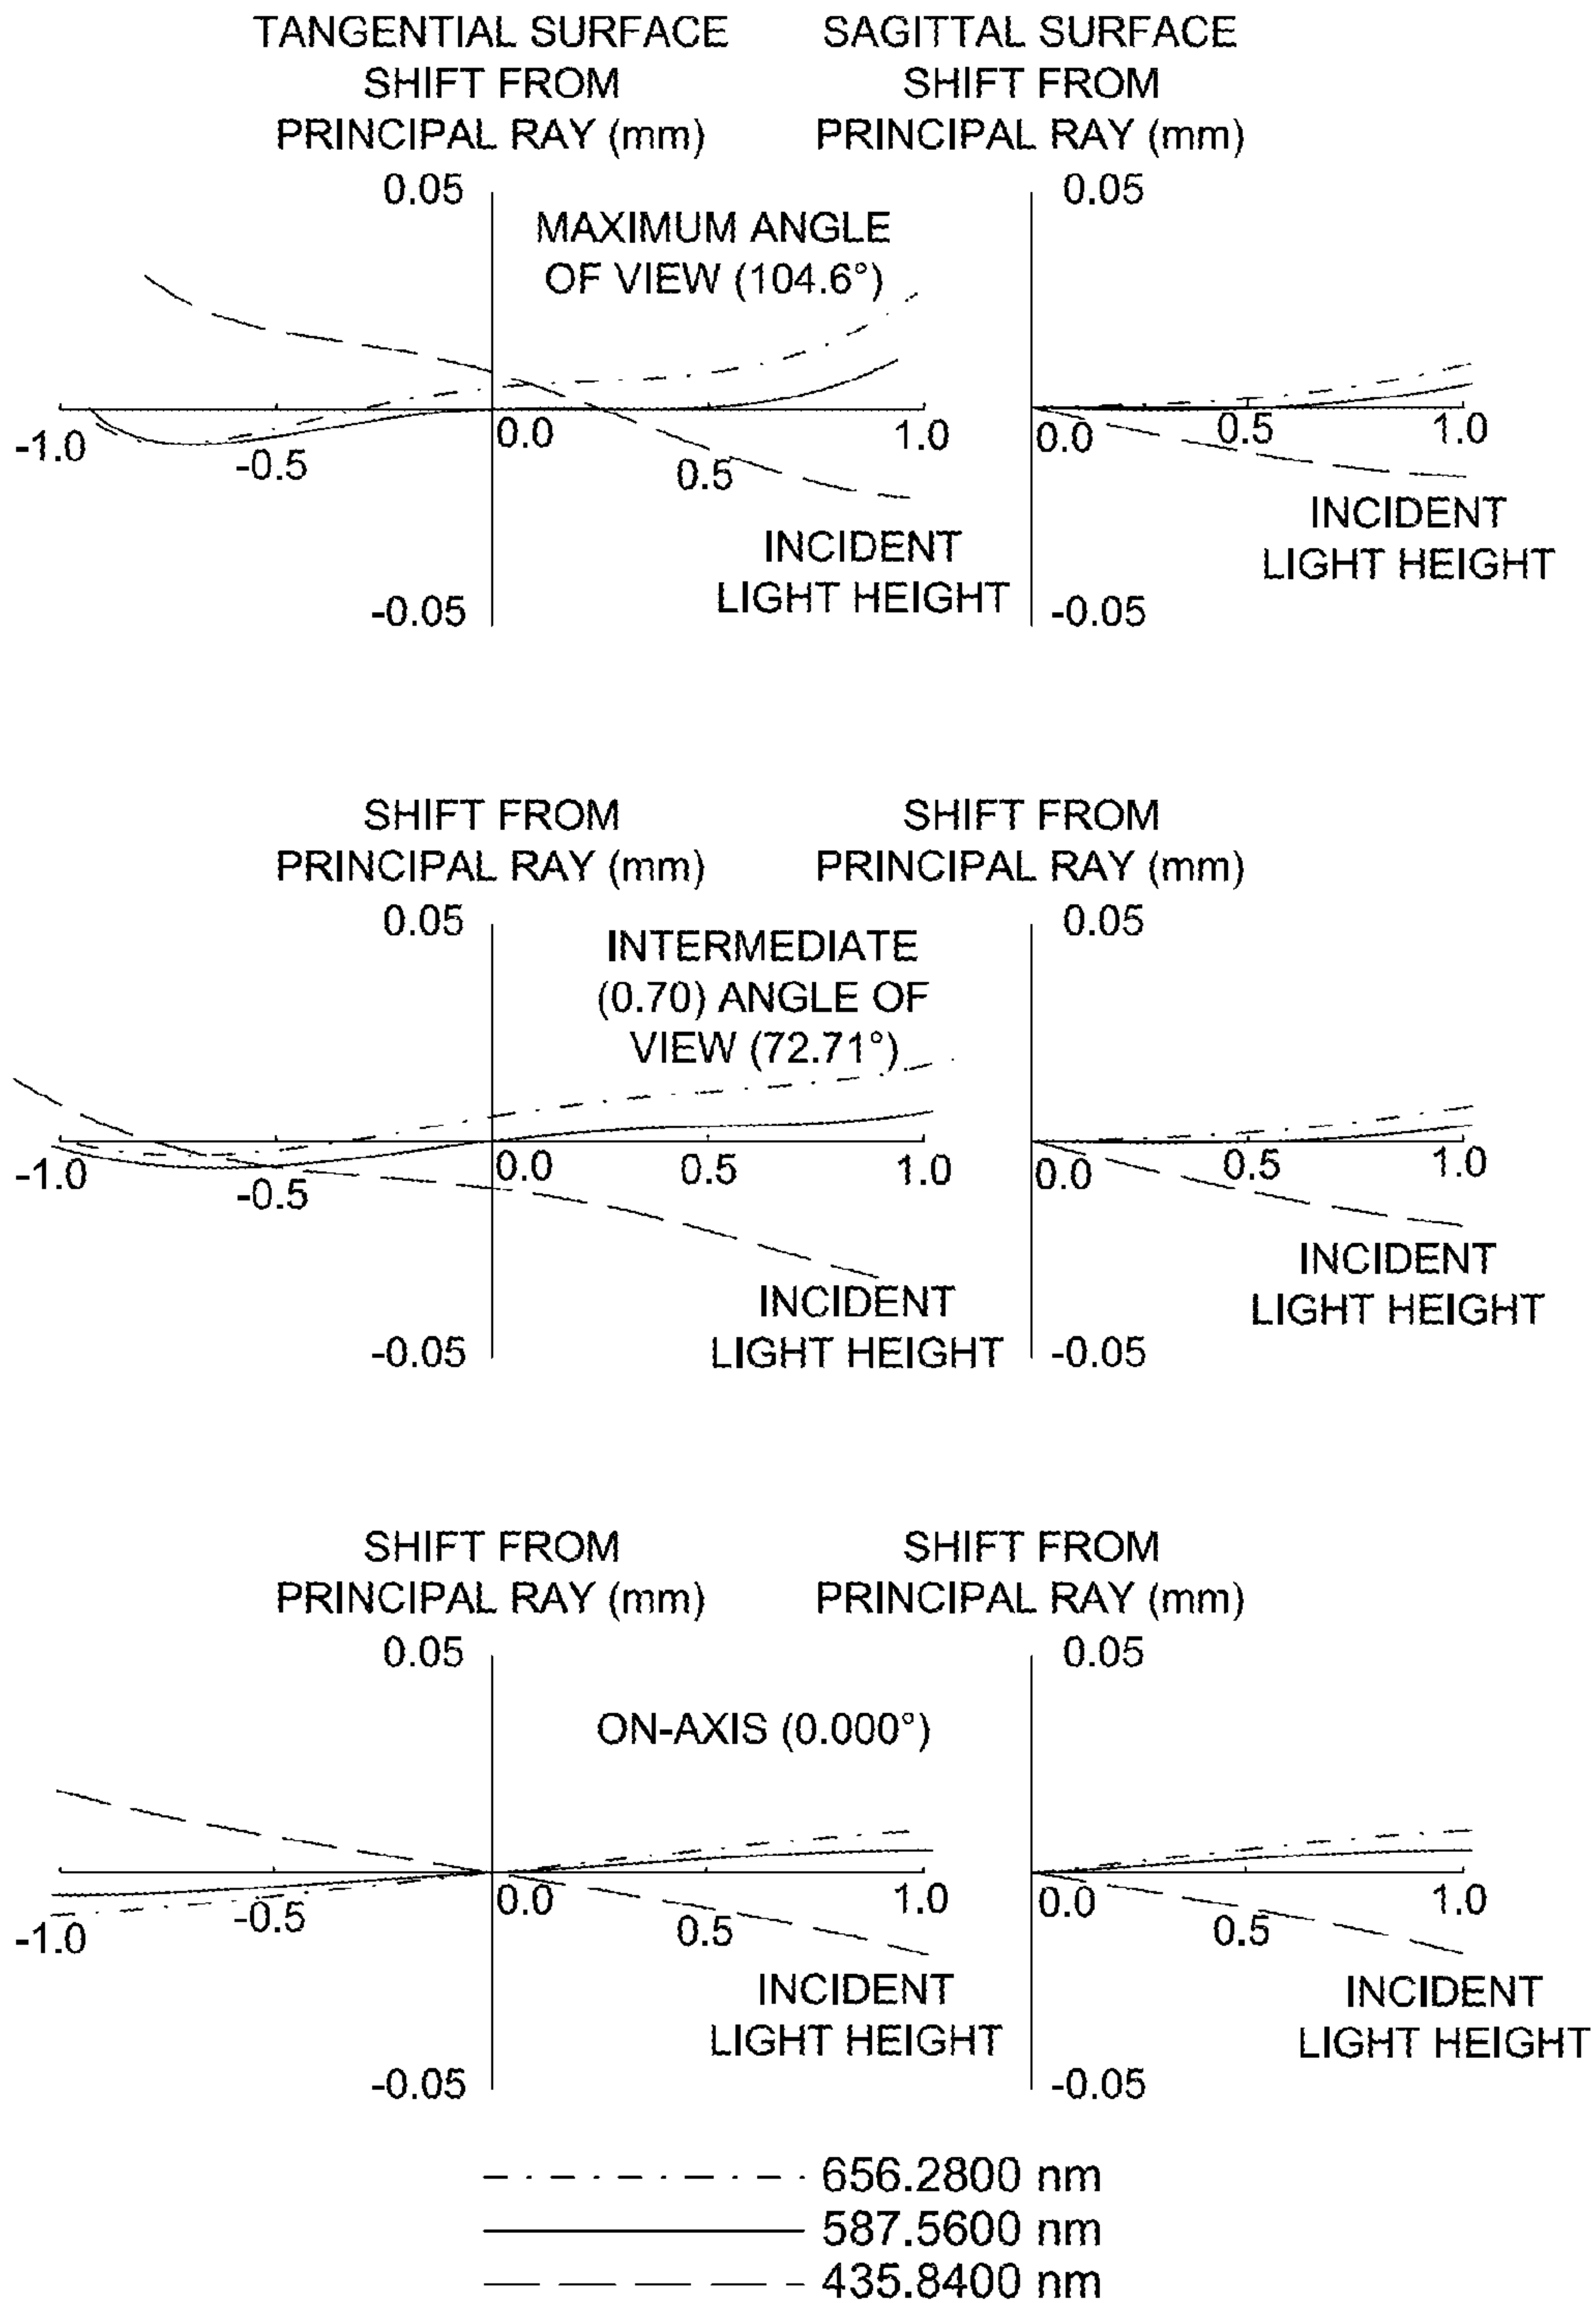 TANGENTIAL SURFACE
SHIFT FROM
PRINCIPAL RAY (mm)
SAGITTAL SURFACE
SHIFT FROM
PRINCIPAL RAY (mm)
0.05
MAXIMUM ANGLE
OF VIEW (104.6°)
-1.0
-0.5
0.0
0.5
1.0
INCIDENT
LIGHT HEIGHT
-0.05
0.05
0.0
0.5
1.0
INCIDENT
LIGHT HEIGHT
-0.05
SHIFT FROM
PRINCIPAL RAY (mm)
SHIFT FROM
PRINCIPAL RAY (mm)
0.05
INTERMEDIATE
(0.70) ANGLE OF
VIEW (72.71°)
-1.0
-0.5
0.0
0.5
1.0
INCIDENT
LIGHT HEIGHT
-0.05
0.05
0.0
0.5
1.0
INCIDENT
LIGHT HEIGHT
-0.05
SHIFT FROM
PRINCIPAL RAY (mm)
SHIFT FROM
PRINCIPAL RAY (mm)
0.05
ON-AXIS (0.000°)
-1.0
-0.5
0.0
0.5
1.0
INCIDENT
LIGHT HEIGHT
-0.05
0.05
0.0
0.5
1.0
INCIDENT
LIGHT HEIGHT
-0.05
656.2800 nm
587.5600 nm
435.8400 nm